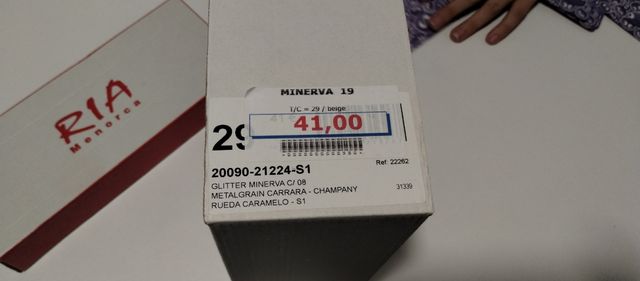 RIA
Menorca
MINERVA 19
T/C = 29 / beige
41,00
29
20090-21224-S1
Ref: 22262
GLITTER MINERVA C/ 08
METALGRAIN CARRARA - CHAMPANY
31339
RUEDA CARAMELO - S1